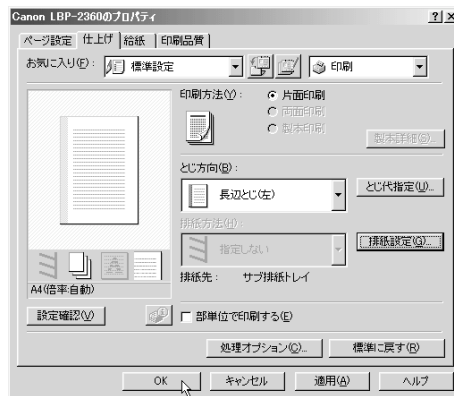 Canon LBP-2360のプロパティ
ページ設定 仕上げ 給紙 印刷品質
お気に入り(F): 標準設定 印刷
印刷方法(Y): 片面印刷
両面印刷
製本印刷 製本詳細(S)...
とじ方向(B):
長辺とじ(左) とじ代指定(U)...
排紙方法(H):
指定しない 排紙設定(G)...
排紙先: サブ排紙トレイ
A4(倍率:自動)
設定確認(V) 部単位で印刷する(E)
処理オプション(C)... 標準に戻す(R)
OK キャンセル 適用(A) ヘルプ